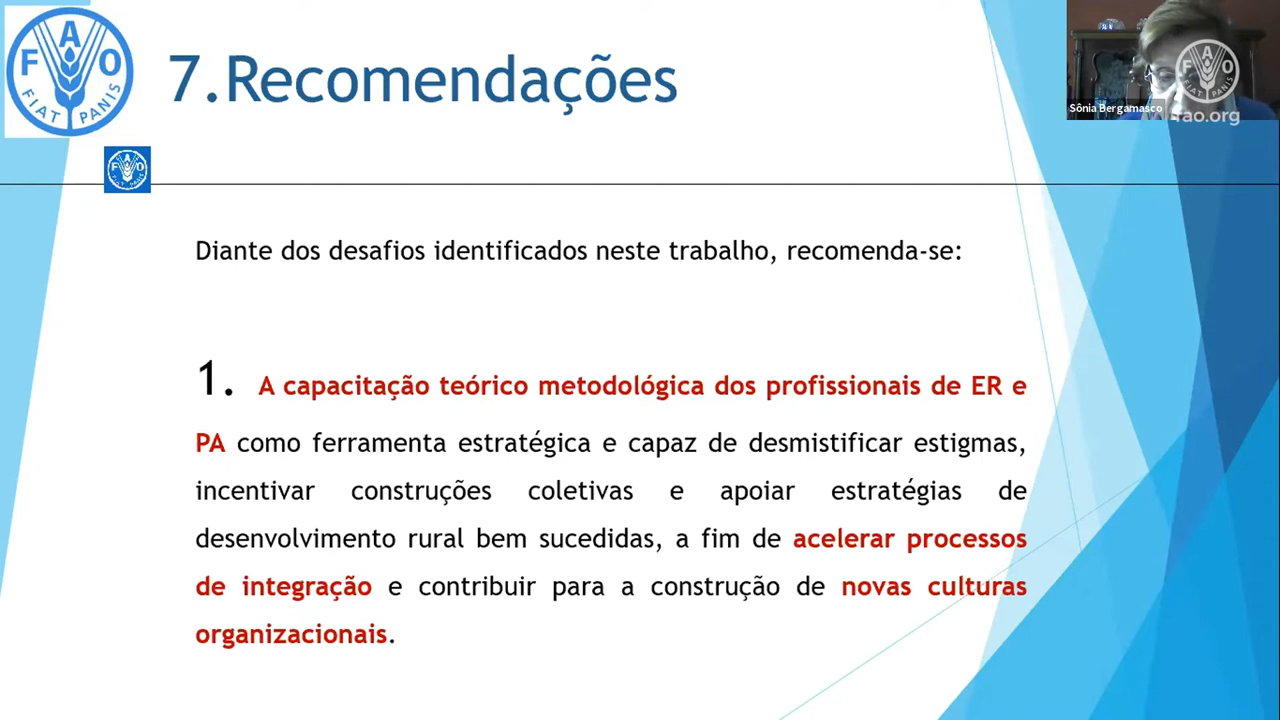 F A O
FIAT PANIS
7.Recomendações
F A O
Sônia Bergamasco
fao.org
F A O
FIAT PANIS
Diante dos desafios identificados neste trabalho, recomenda-se:
1. A capacitação teórico metodológica dos profissionais de ER e
PA como ferramenta estratégica e capaz de desmistificar estigmas,
incentivar construções coletivas e apoiar estratégias de
desenvolvimento rural bem sucedidas, a fim de acelerar processos
de integração e contribuir para a construção de novas culturas
organizacionais.